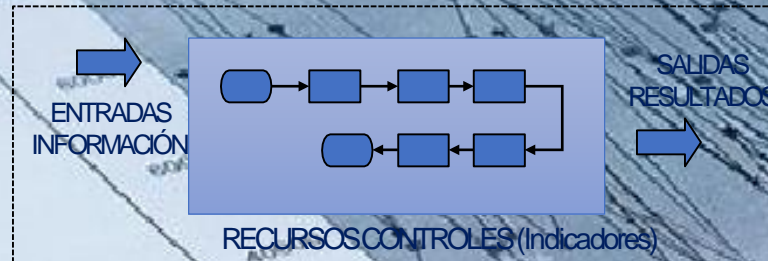 ENTRADAS
INFORMACIÓN
SALIDAS
RESULTADOS
RECURSOS CONTROLES (Indicadores)